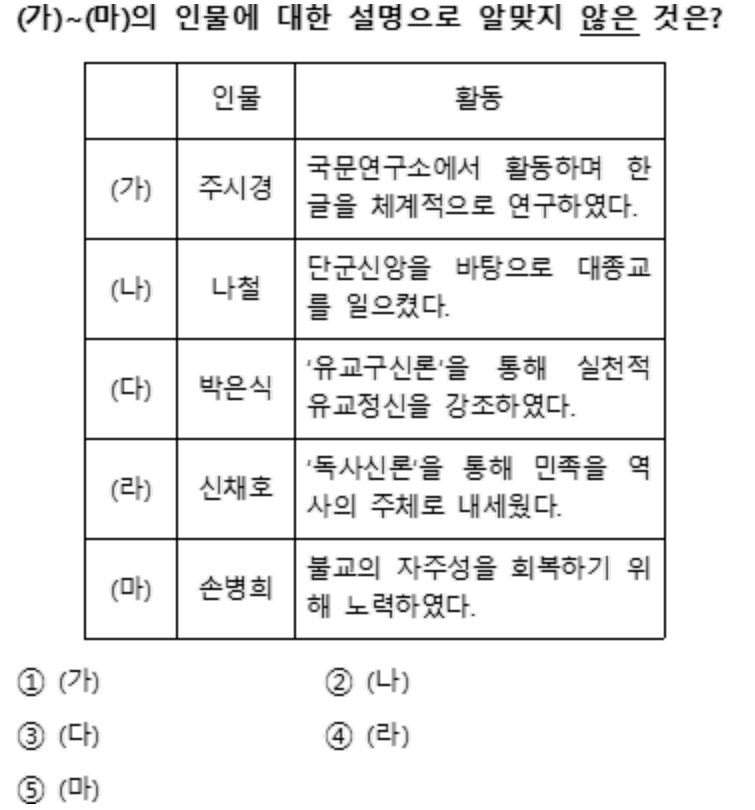 (가)~(마)의 인물에 대한 설명으로 알맞지 않은 것은?
인물 활동
(가) 주시경 국문연구소에서 활동하며 한
글을 체계적으로 연구하였다.
(나) 나철 단군신앙을 바탕으로 대종교
를 일으켰다.
(다) 박은식 '유교구신론'을 통해 실천적
유교정신을 강조하였다.
(라) 신채호 '독사신론'을 통해 민족을 역
사의 주체로 내세웠다.
(마) 손병희 불교의 자주성을 회복하기 위
해 노력하였다.
① (가) ② (나)
③ (다) ④ (라)
⑤ (마)